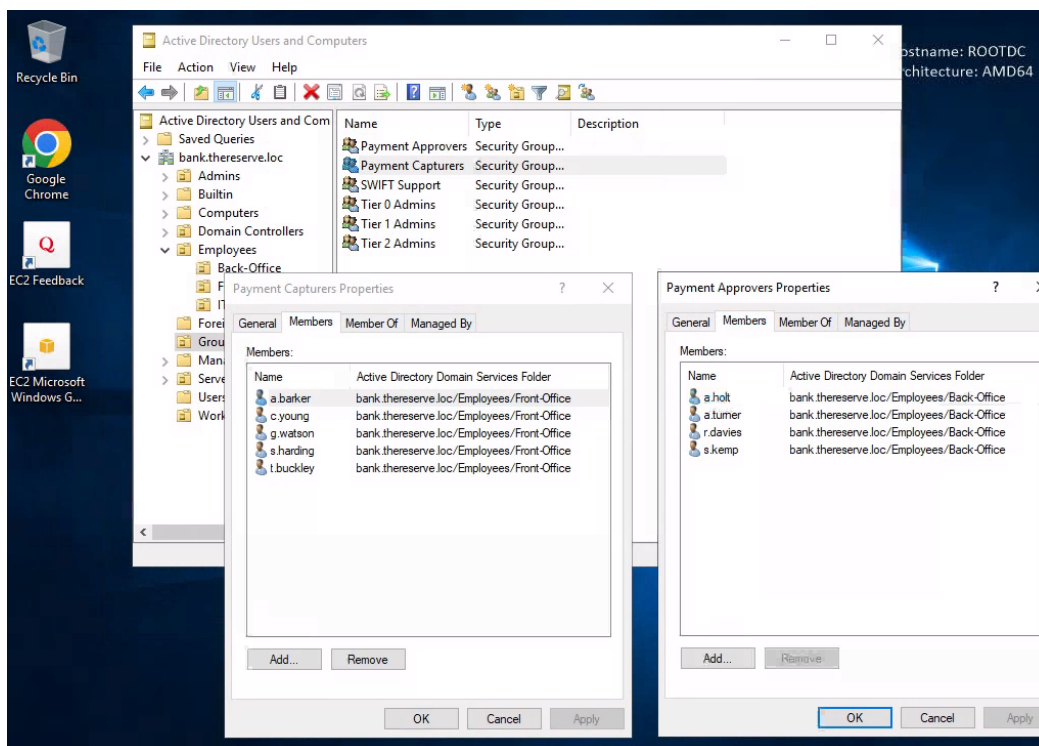 Recycle Bin
Google
Chrome
Q
EC2 Feedback
EC2 Microsoft
Windows G...
ostname: ROOTDC
rchitecture: AMD64
Active Directory Users and Computers
File Action View Help
Active Directory Users and Com
Saved Queries
bank.thereserve.loc
Admins
Builtin
Computers
Domain Controllers
Employees
Back-Office
F
IT
Forei
Grou
Mana
Serve
Users
Work
Name Type Description
Payment Approvers Security Group...
Payment Capturers Security Group...
SWIFT Support Security Group...
Tier 0 Admins Security Group...
Tier 1 Admins Security Group...
Tier 2 Admins Security Group...
Payment Capturers Properties ?
General Members Member Of Managed By
Members:
Name Active Directory Domain Services Folder
a.barker bank.thereserve.loc/Employees/Front-Office
c.young bank.thereserve.loc/Employees/Front-Office
g.watson bank.thereserve.loc/Employees/Front-Office
s.harding bank.thereserve.loc/Employees/Front-Office
t.buckley bank.thereserve.loc/Employees/Front-Office
Add... Remove
OK Cancel Apply
Payment Approvers Properties ?
General Members Member Of Managed By
Members:
Name Active Directory Domain Services Folder
a.holt bank.thereserve.loc/Employees/Back-Office
a.turner bank.thereserve.loc/Employees/Back-Office
r.davies bank.thereserve.loc/Employees/Back-Office
s.kemp bank.thereserve.loc/Employees/Back-Office
Add... Remove
OK Cancel Apply